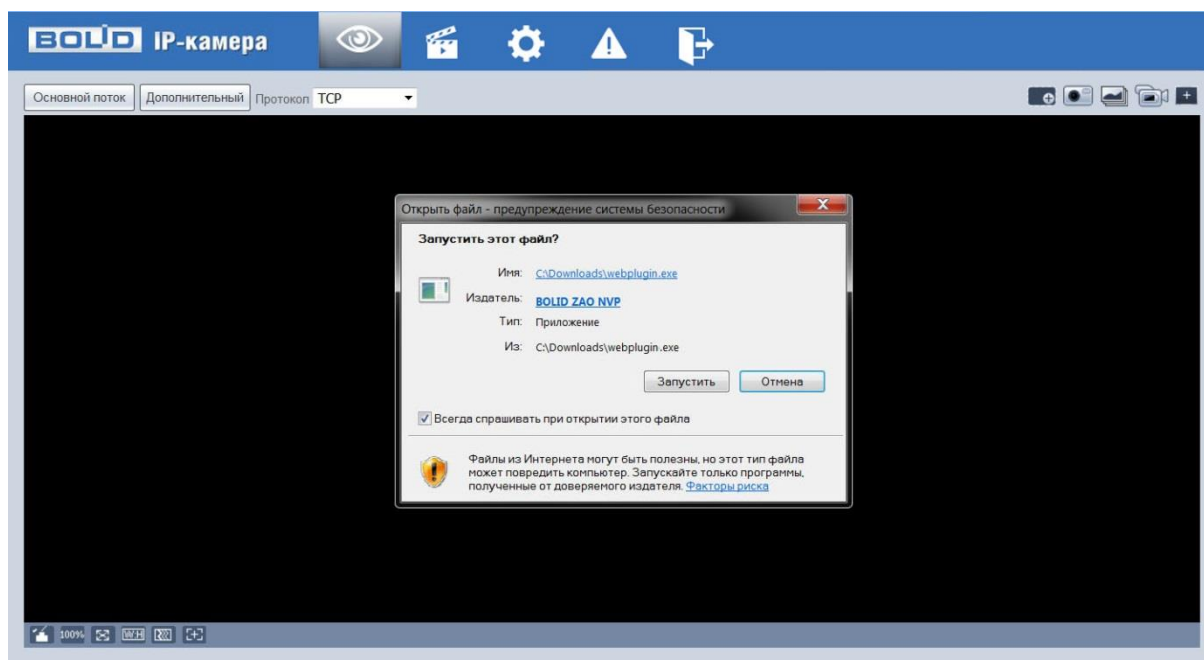 BOLID IP-камера
Основной поток Дополнительный Протокол TCP
Открыть файл - предупреждение системы безопасности
Запустить этот файл?
Имя: C:\Downloads\webplugin.exe
Издатель: BOLID ZAO NVP
Тип: Приложение
Из: C:\Downloads\webplugin.exe
Запустить Отмена
Всегда спрашивать при открытии этого файла
Файлы из Интернета могут быть полезны, но этот тип файла
может повредить компьютер. Запускайте только программы,
полученные от доверяемого издателя. Факторы риска
100% W:H